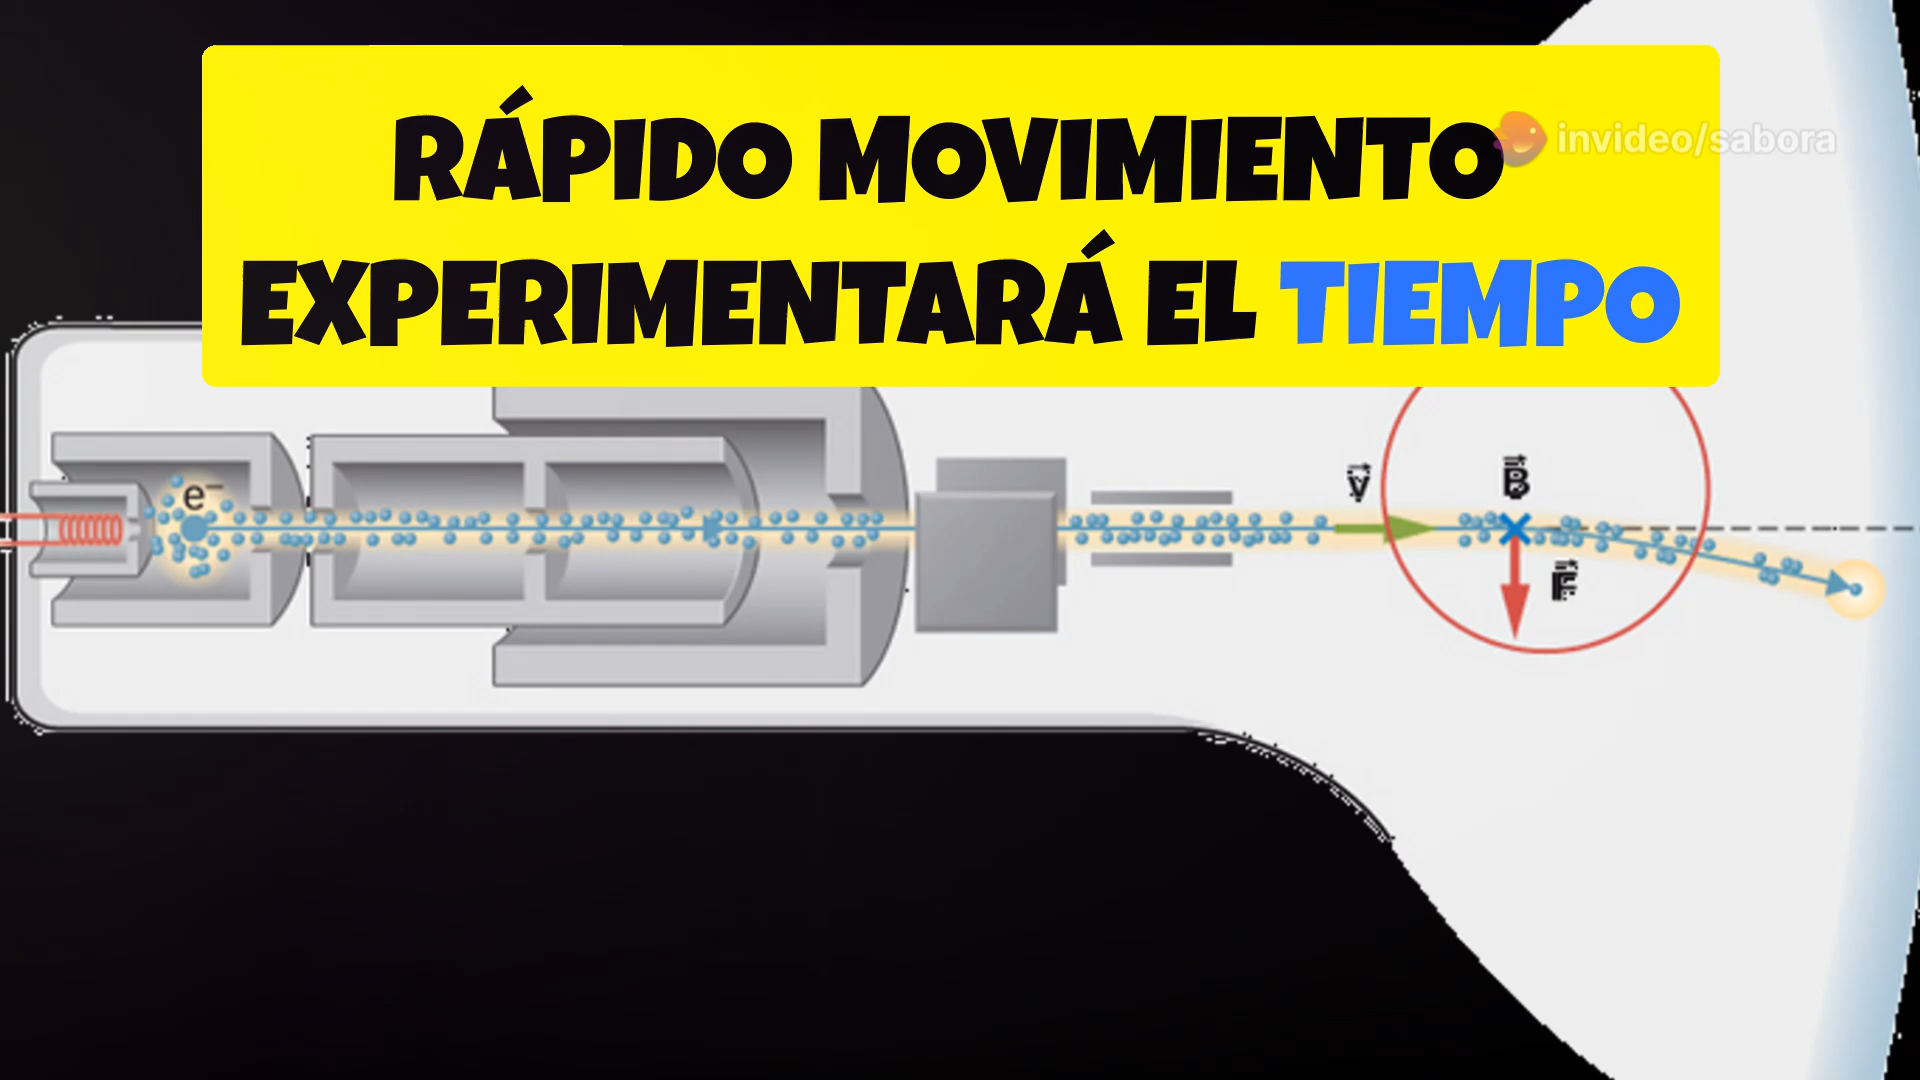 RÁPIDO MOVIMIENTO
invideo/sabora
EXPERIMENTARÁ EL TIEMPO
e⁻
v⃗
B⃗
F⃗